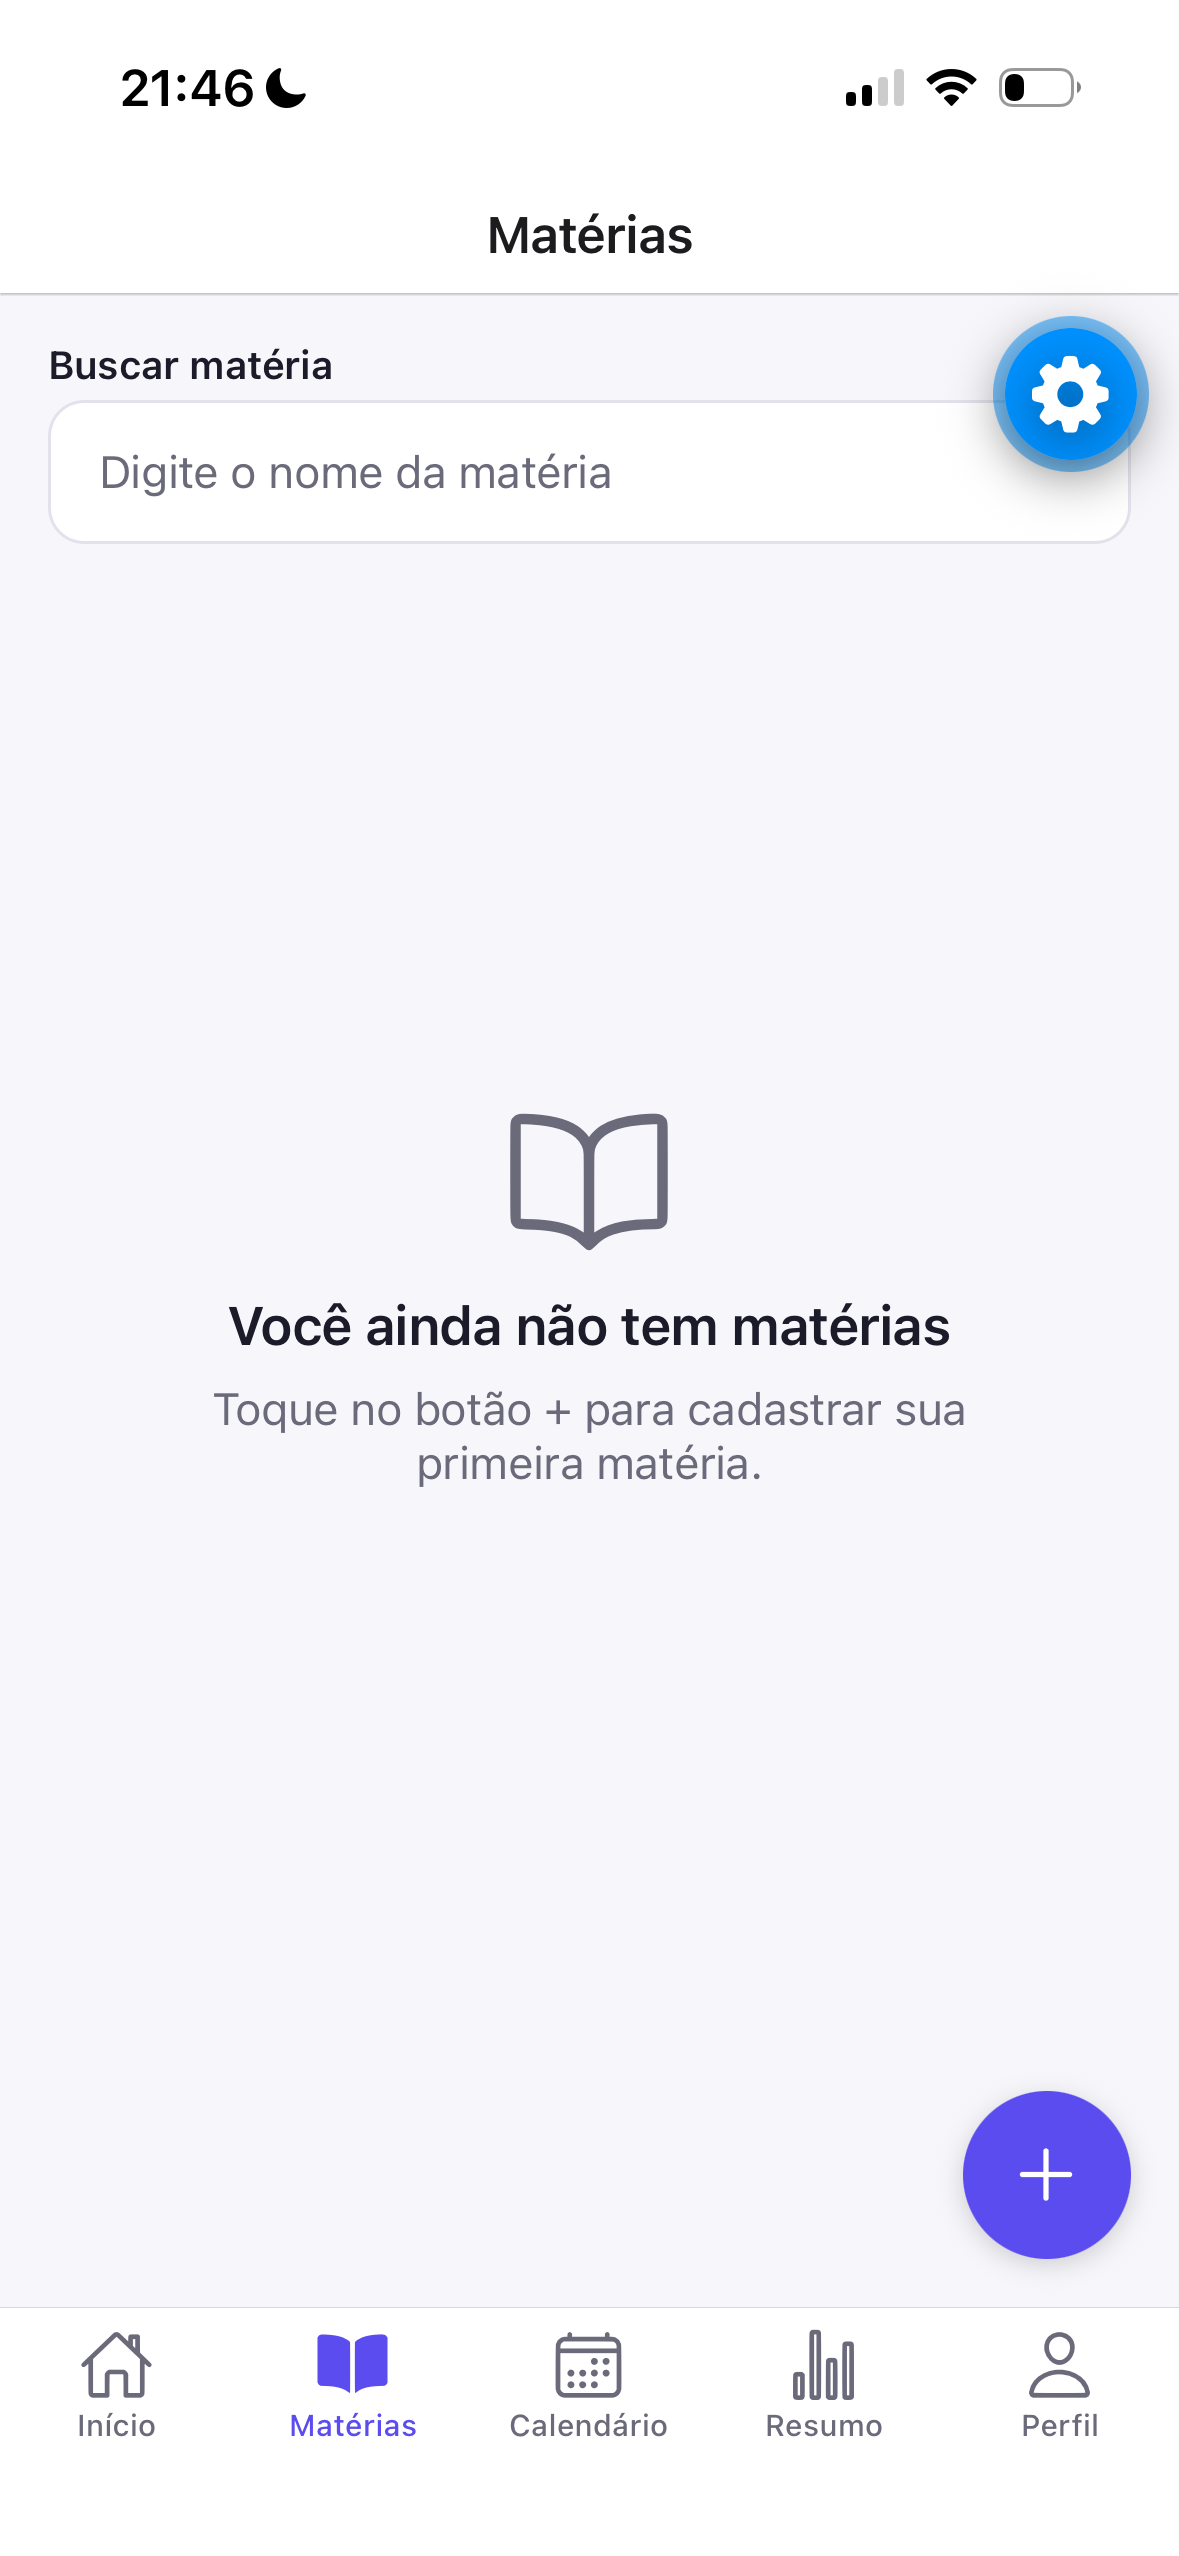 21:46
Matérias
Buscar matéria
Digite o nome da matéria
Você ainda não tem matérias
Toque no botão + para cadastrar sua
primeira matéria.
Início
Matérias
Calendário
Resumo
Perfil